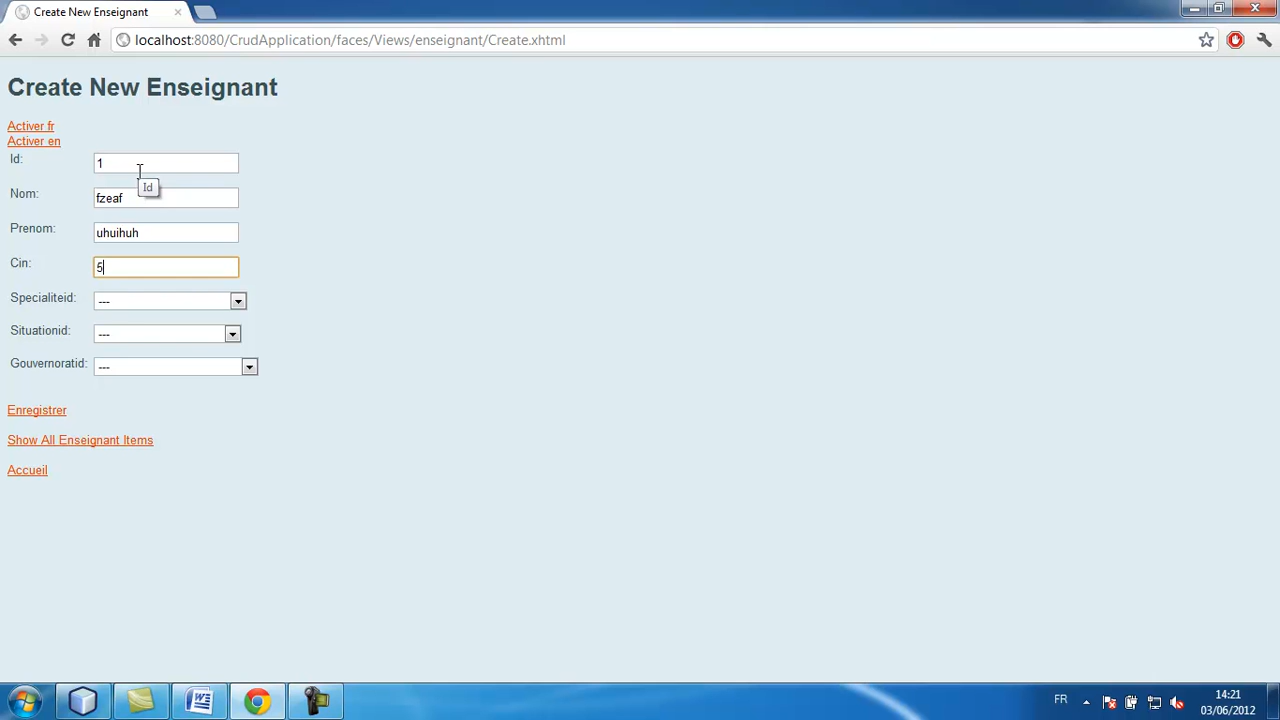 Create New Enseignant
localhost:8080/CrudApplication/faces/Views/enseignant/Create.xhtml
Create New Enseignant
Activer fr
Activer en
Id: 1
Id
Nom: fzeaf
Prenom: uhuihuh
Cin: 5
Specialiteid: ---
Situationid: ---
Gouvernoratid: ---
Enregistrer
Show All Enseignant Items
Accueil
FR
14:21
03/06/2012